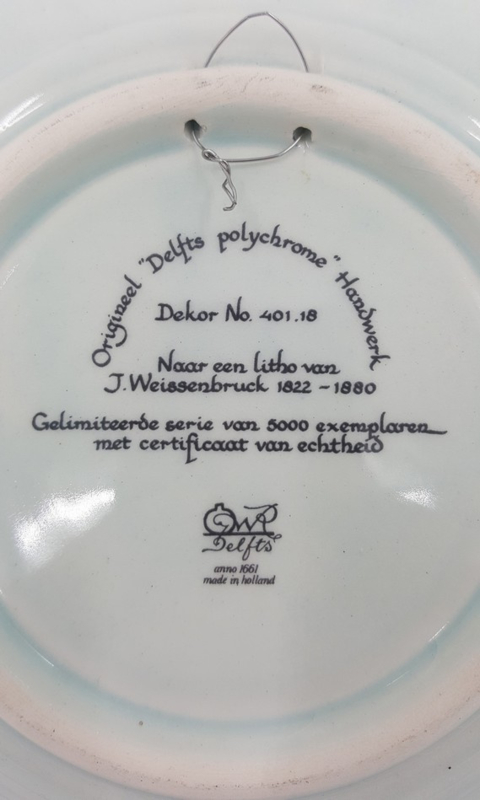 Origineel "Delfts polychrome" Handwerk
Dekor No. 401.18
Naar een litho van
J. Weissenbruck 1822 ~ 1880
Gelimiteerde serie van 5000 exemplaren
met certificaat van echtheid
Delfts
anno 1661
made in holland